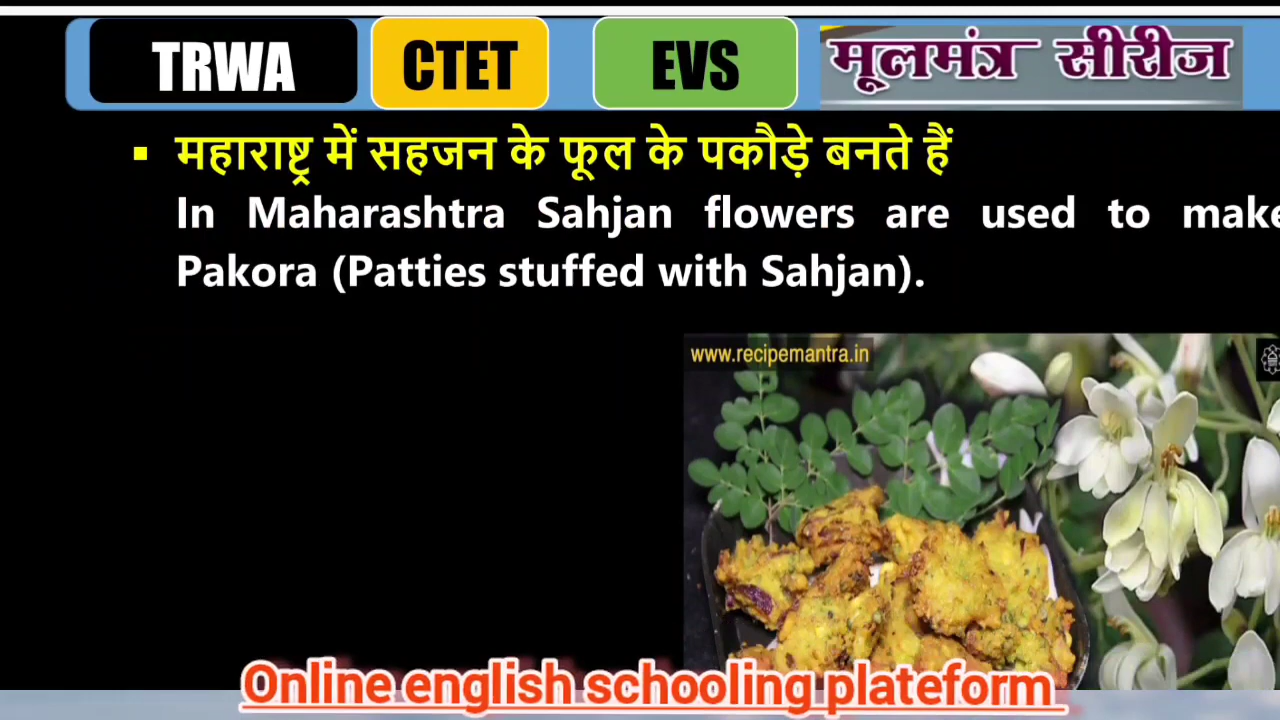 TRWA CTET EVS मूलमंत्र सीरीज
▪ महाराष्ट्र में सहजन के फूल के पकौड़े बनते हैं
In Maharashtra Sahjan flowers are used to make
Pakora (Patties stuffed with Sahjan).
www.recipemantra.in
Online english schooling plateform